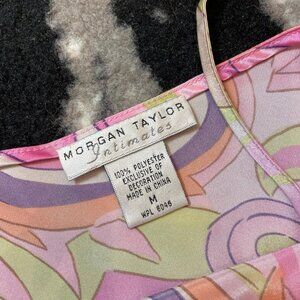 MORGAN TAYLOR
Intimates
100% POLYESTER
EXCLUSIVE OF
DECORATION
MADE IN CHINA
M
WPL 8046